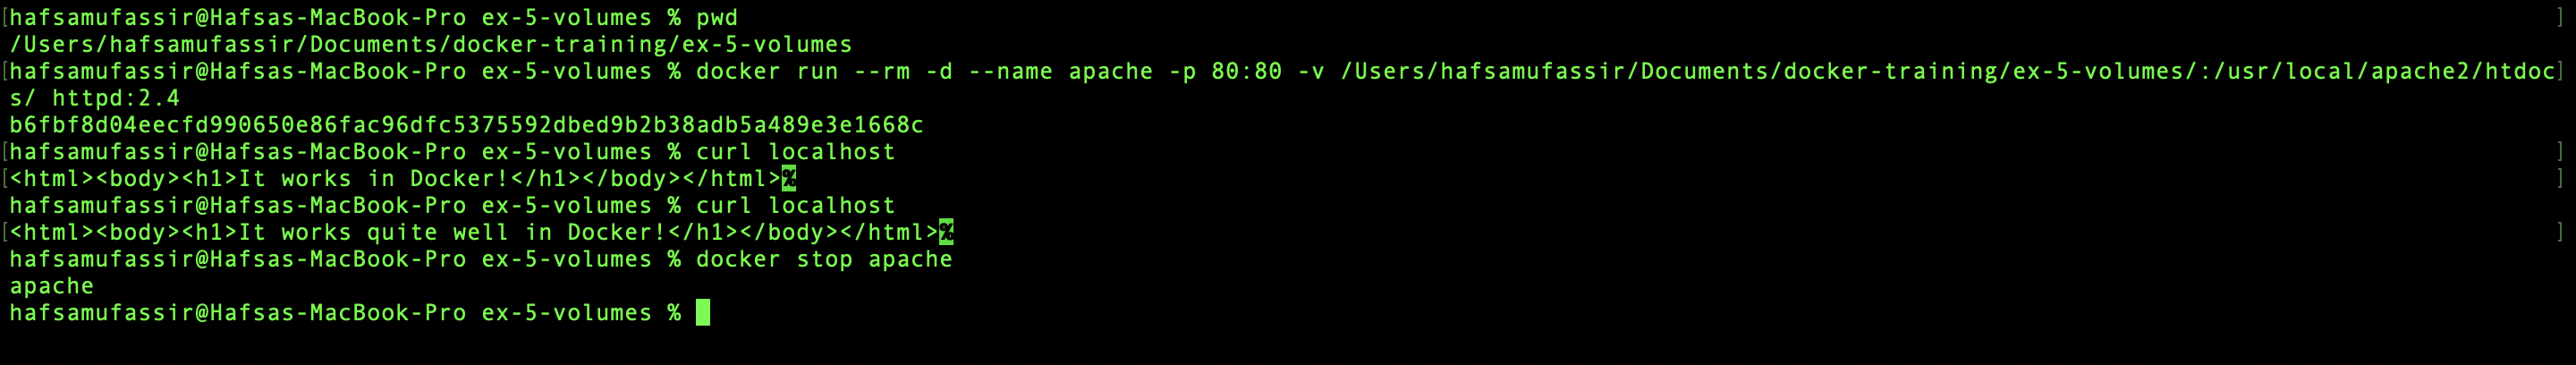 [hafsamufassir@Hafsas-MacBook-Pro ex-5-volumes % pwd ]
/Users/hafsamufassir/Documents/docker-training/ex-5-volumes
[hafsamufassir@Hafsas-MacBook-Pro ex-5-volumes % docker run --rm -d --name apache -p 80:80 -v /Users/hafsamufassir/Documents/docker-training/ex-5-volumes/:/usr/local/apache2/htdoc]
s/ httpd:2.4
b6fbf8d04eecfd990650e86fac96dfc5375592dbed9b2b38adb5a489e3e1668c
[hafsamufassir@Hafsas-MacBook-Pro ex-5-volumes % curl localhost ]
[<html><body><h1>It works in Docker!</h1></body></html>% ]
hafsamufassir@Hafsas-MacBook-Pro ex-5-volumes % curl localhost
[<html><body><h1>It works quite well in Docker!</h1></body></html>% ]
hafsamufassir@Hafsas-MacBook-Pro ex-5-volumes % docker stop apache
apache
hafsamufassir@Hafsas-MacBook-Pro ex-5-volumes %